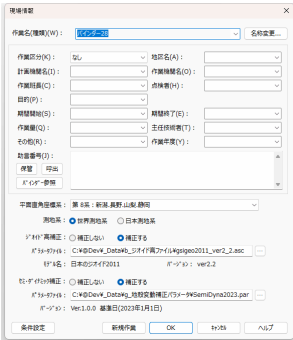 現場情報
作業名(種類)(W)： バインダー28 名称変更...
作業区分(K)： なし 地区名(A)：
計画機関名(I)： 作業機関名(O)：
作業班長(C)： 点検者(H)：
目的(P)：
期間開始(S)： 期間終了(E)：
作業量(Q)： 主任技術者(T)：
その他(R)： 作業年度(Y)：
助言番号(J)：
保管 呼出
バインダー参照
平面直角座標系： 第 8系：新潟.長野.山梨.静岡
測地系： 世界測地系 日本測地系
ジオイド高補正： 補正しない 補正する
パラメータファイル： C:¥@Dev¥_Data¥b_ジオイド高ファイル¥gsigeo2011_ver2_2.asc ...
モデル名： 日本のジオイド2011 バージョン： ver2.2
セミ・ダイナミック補正： 補正しない 補正する
パラメータファイル： C:¥@Dev¥_Data¥g_地殻変動補正パラメータ¥SemiDyna2023.par ...
バージョン： Ver.1.0.0 基準日(2023年1月1日)
条件設定 新規作業 OK キャンセル ヘルプ